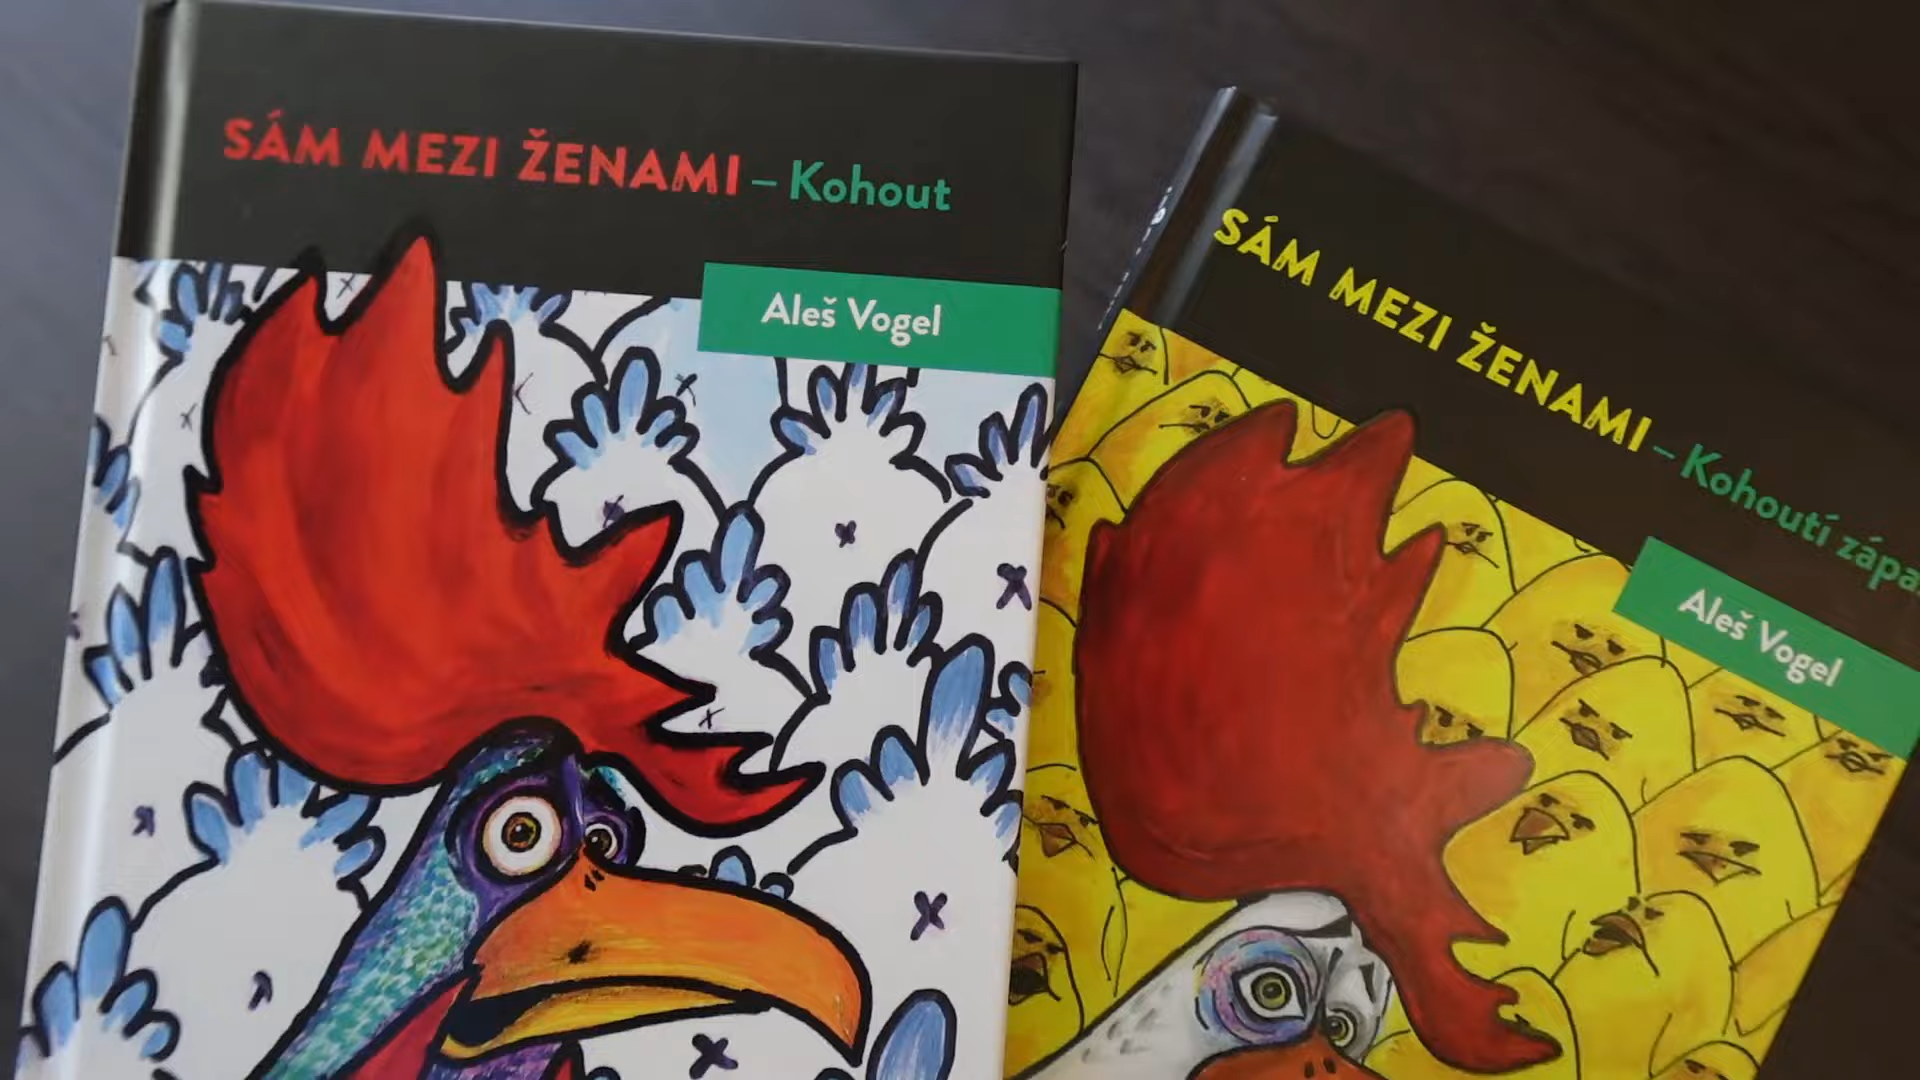 SÁM MEZI ŽENAMI – Kohout
Aleš Vogel
SÁM MEZI ŽENAMI – Kohoutí
Aleš Vogel